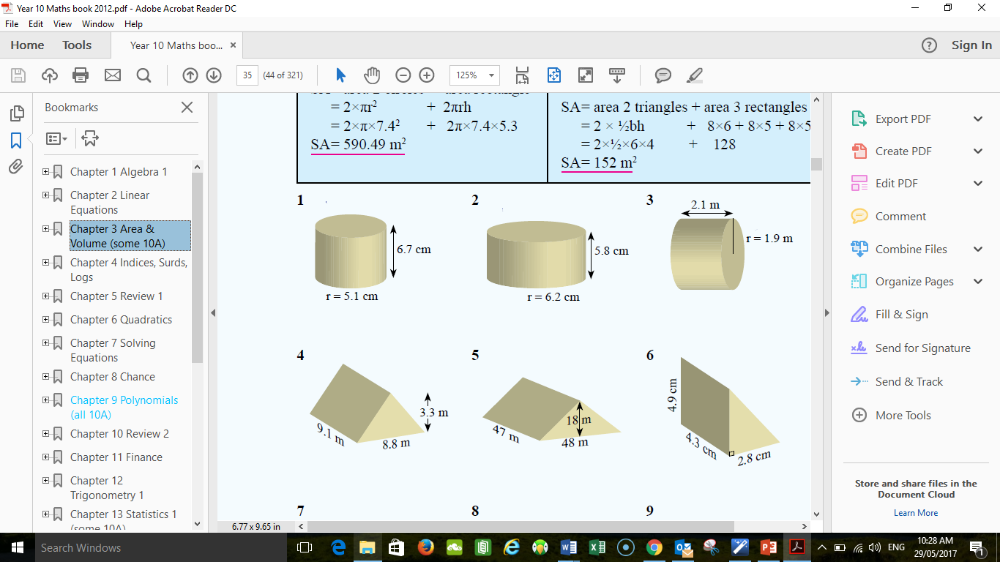 Year 10 Maths book 2012.pdf - Adobe Acrobat Reader DC
File Edit View Window Help
Home Tools Year 10 Maths boo... × Sign In
35 (44 of 321) 125%
Bookmarks
Chapter 1 Algebra 1
Chapter 2 Linear
Equations
Chapter 3 Area &
Volume (some 10A)
Chapter 4 Indices, Surds,
Logs
Chapter 5 Review 1
Chapter 6 Quadratics
Chapter 7 Solving
Equations
Chapter 8 Chance
Chapter 9 Polynomials
(all 10A)
Chapter 10 Review 2
Chapter 11 Finance
Chapter 12
Trigonometry 1
Chapter 13 Statistics 1
(some 10A)
= 2×πr² + 2πrh
= 2×π×7.4² + 2π×7.4×5.3
SA= 590.49 m²
SA= area 2 triangles + area 3 rectangles
= 2 × ½bh + 8×6 + 8×5 + 8×5
= 2×½×6×4 + 128
SA= 152 m²
1 2 3
6.7 cm
r = 5.1 cm
5.8 cm
r = 6.2 cm
2.1 m
r = 1.9 m
4 5 6
3.3 m
9.1 m
8.8 m
18 m
47 m
48 m
4.9 cm
4.3 cm
2.8 cm
7 8 9
6.77 x 9.65 in
Export PDF
Create PDF
Edit PDF
Comment
Combine Files
Organize Pages
Fill & Sign
Send for Signature
Send & Track
More Tools
Store and share files in the
Document Cloud
Learn More
Search Windows
ENG
10:28 AM
29/05/2017